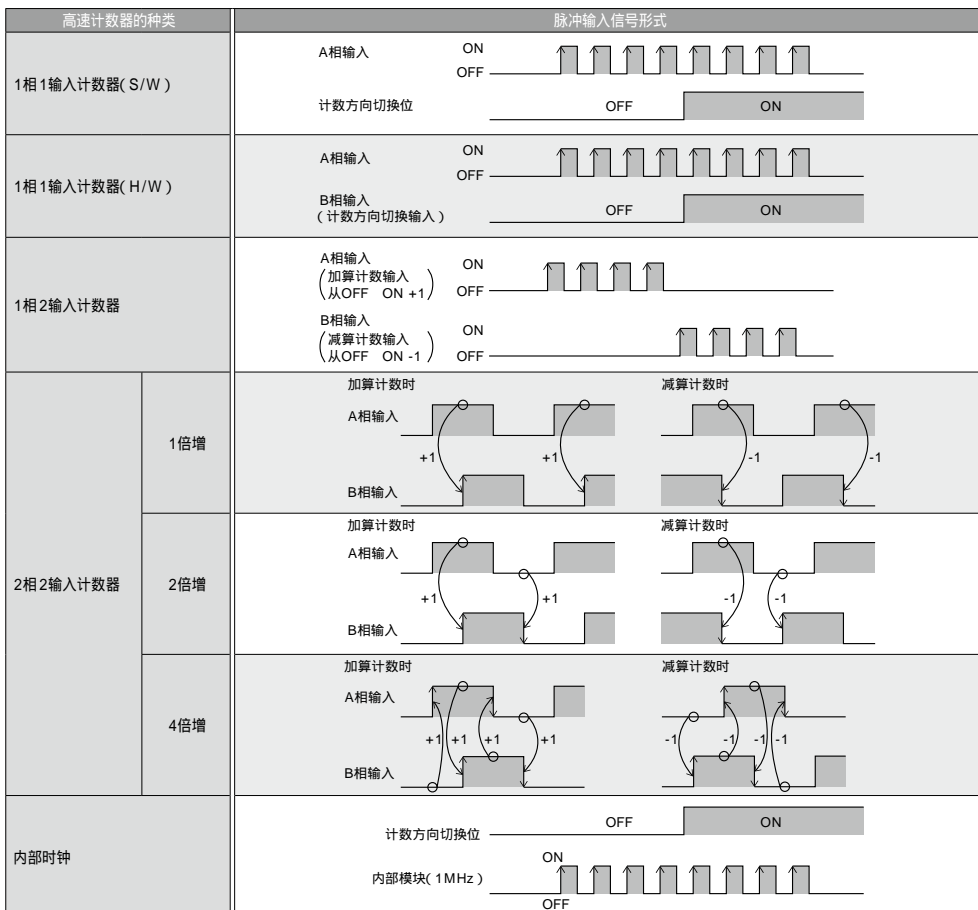 高速计数器的种类
脉冲输入信号形式
1相1输入计数器(S/W)
A相输入
ON
OFF
计数方向切换位
OFF
ON
1相1输入计数器(H/W)
A相输入
ON
OFF
B相输入
(计数方向切换输入)
OFF
ON
1相2输入计数器
A相输入
(加算计数输入
从OFF ON +1)
ON
OFF
B相输入
(减算计数输入
从OFF ON -1)
ON
OFF
2相2输入计数器
1倍增
加算计数时
减算计数时
A相输入
+1 +1 -1 -1
B相输入
2倍增
加算计数时
减算计数时
A相输入
+1 +1 -1 -1
B相输入
4倍增
加算计数时
减算计数时
A相输入
+1 +1 +1 +1 -1 -1 -1 -1
B相输入
内部时钟
计数方向切换位
OFF
ON
内部模块(1MHz)
ON
OFF